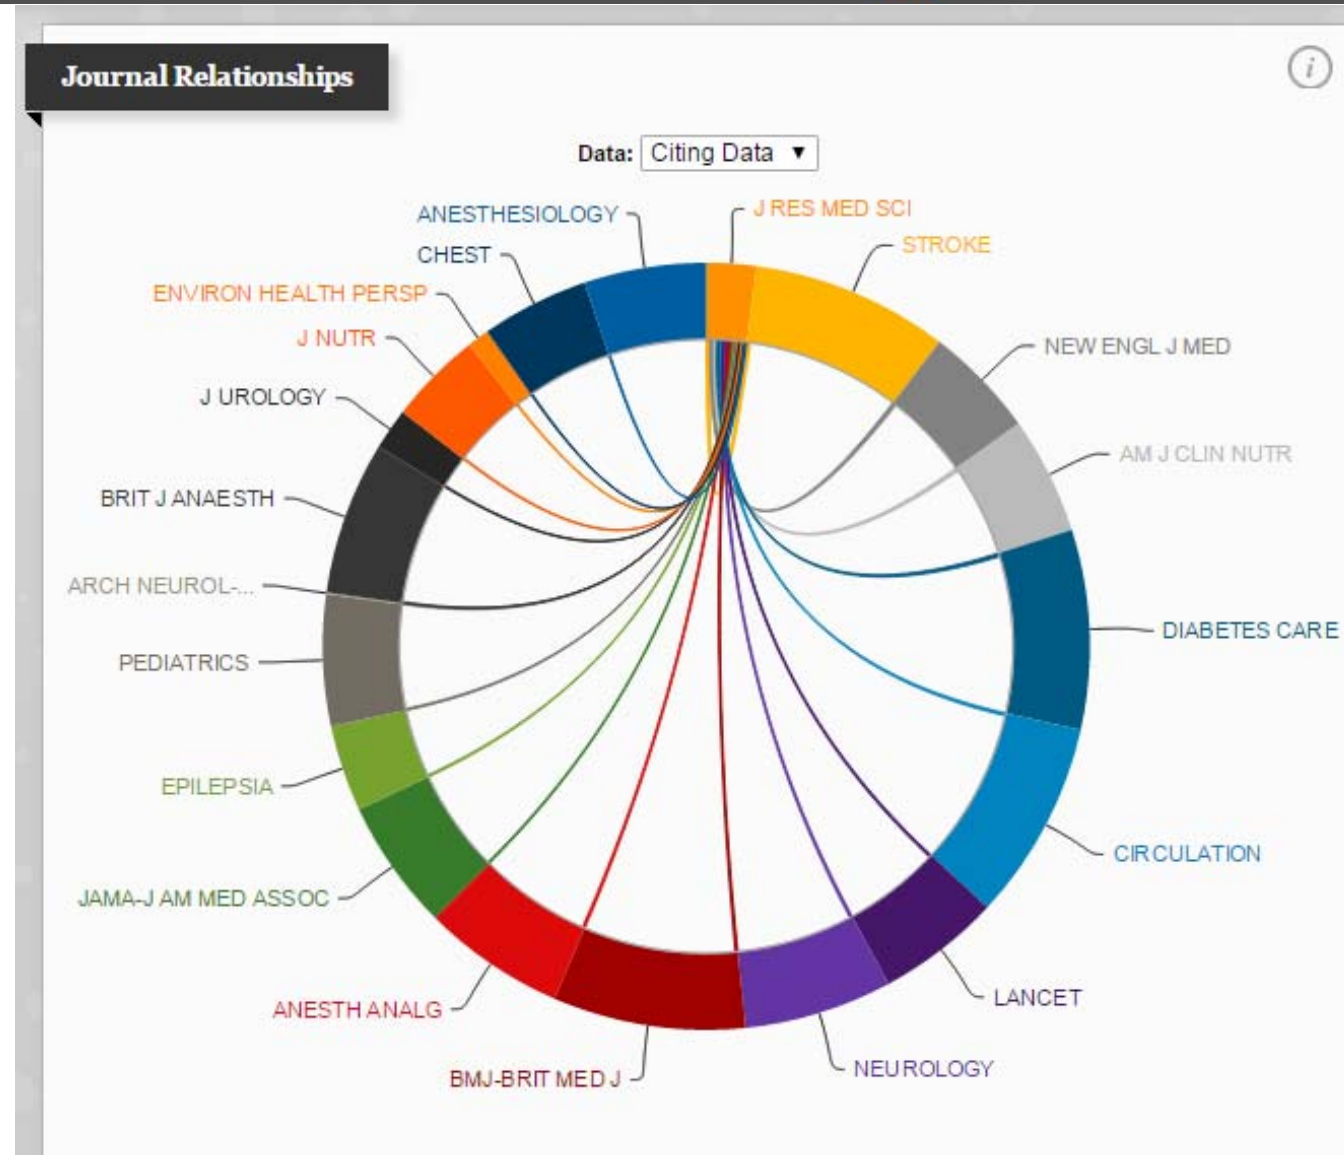 Journal Relationships
i
Data: Citing Data ▼
ANESTHESIOLOGY
J RES MED SCI
STROKE
CHEST
ENVIRON HEALTH PERSP
J NUTR
NEW ENGL J MED
J UROLOGY
AM J CLIN NUTR
BRIT J ANAESTH
ARCH NEUROL-...
DIABETES CARE
PEDIATRICS
EPILEPSIA
CIRCULATION
JAMA-J AM MED ASSOC
LANCET
ANESTH ANALG
NEUROLOGY
BMJ-BRIT MED J